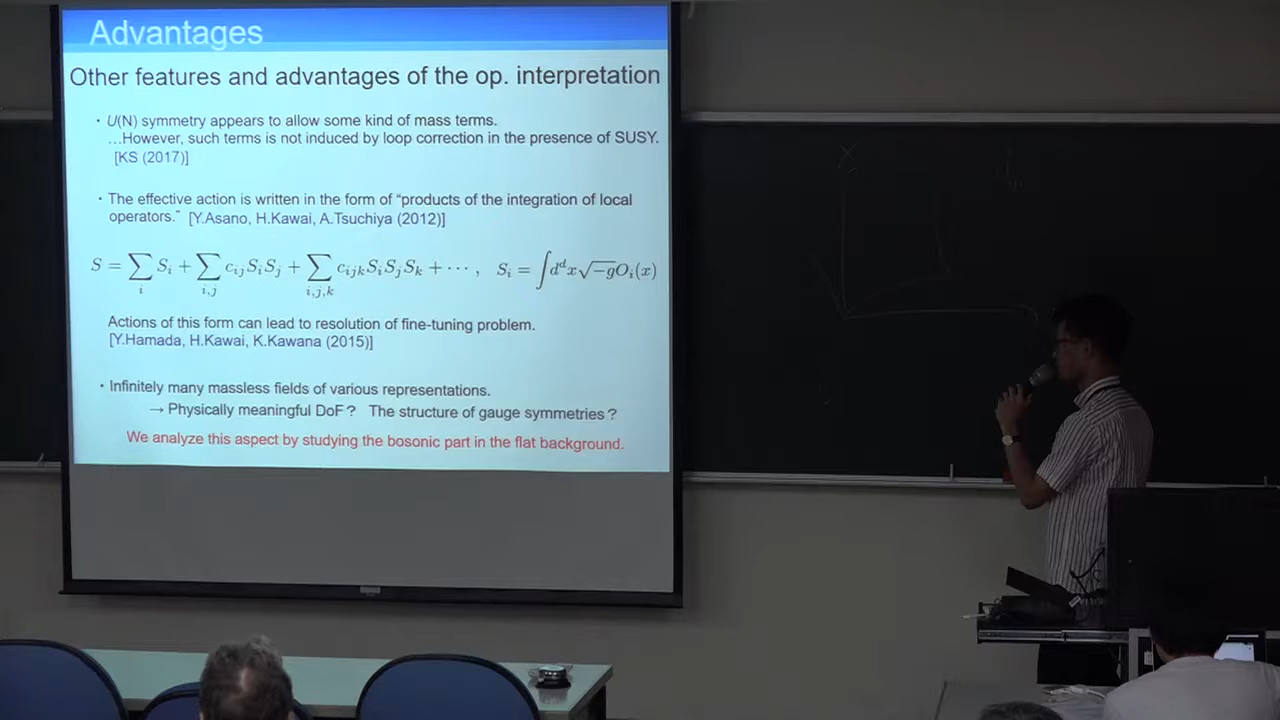 Advantages
Other features and advantages of the op. interpretation
・U(N) symmetry appears to allow some kind of mass terms.
…However, such terms is not induced by loop correction in the presence of SUSY.
[KS (2017)]
・The effective action is written in the form of “products of the integration of local
operators.” [Y.Asano, H.Kawai, A.Tsuchiya (2012)]
S = ∑_i S_i + ∑_{i,j} c_{ij} S_i S_j + ∑_{i,j,k} c_{ijk} S_i S_j S_k + ⋯ , S_i = ∫ d^d x √−g O_i(x)
Actions of this form can lead to resolution of fine-tuning problem.
[Y.Hamada, H.Kawai, K.Kawana (2015)]
・Infinitely many massless fields of various representations.
→ Physically meaningful DoF？ The structure of gauge symmetries？
We analyze this aspect by studying the bosonic part in the flat background.